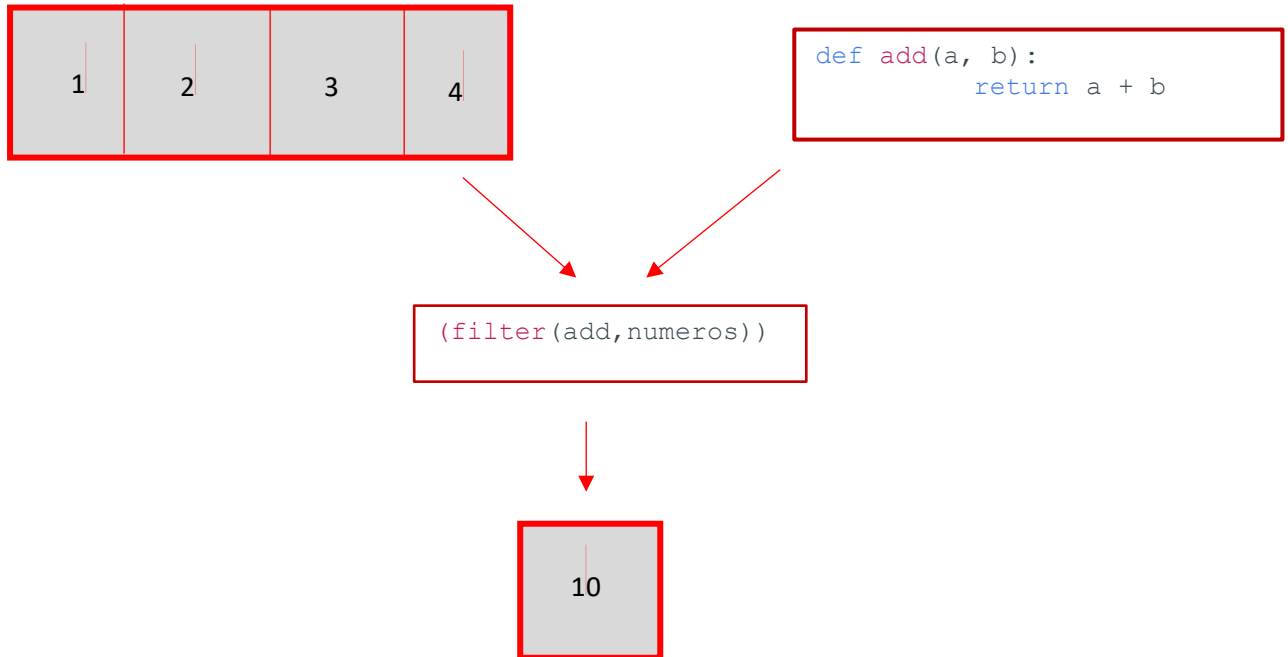 1 2 3 4
def add(a, b):
return a + b
(filter(add,numeros))
10